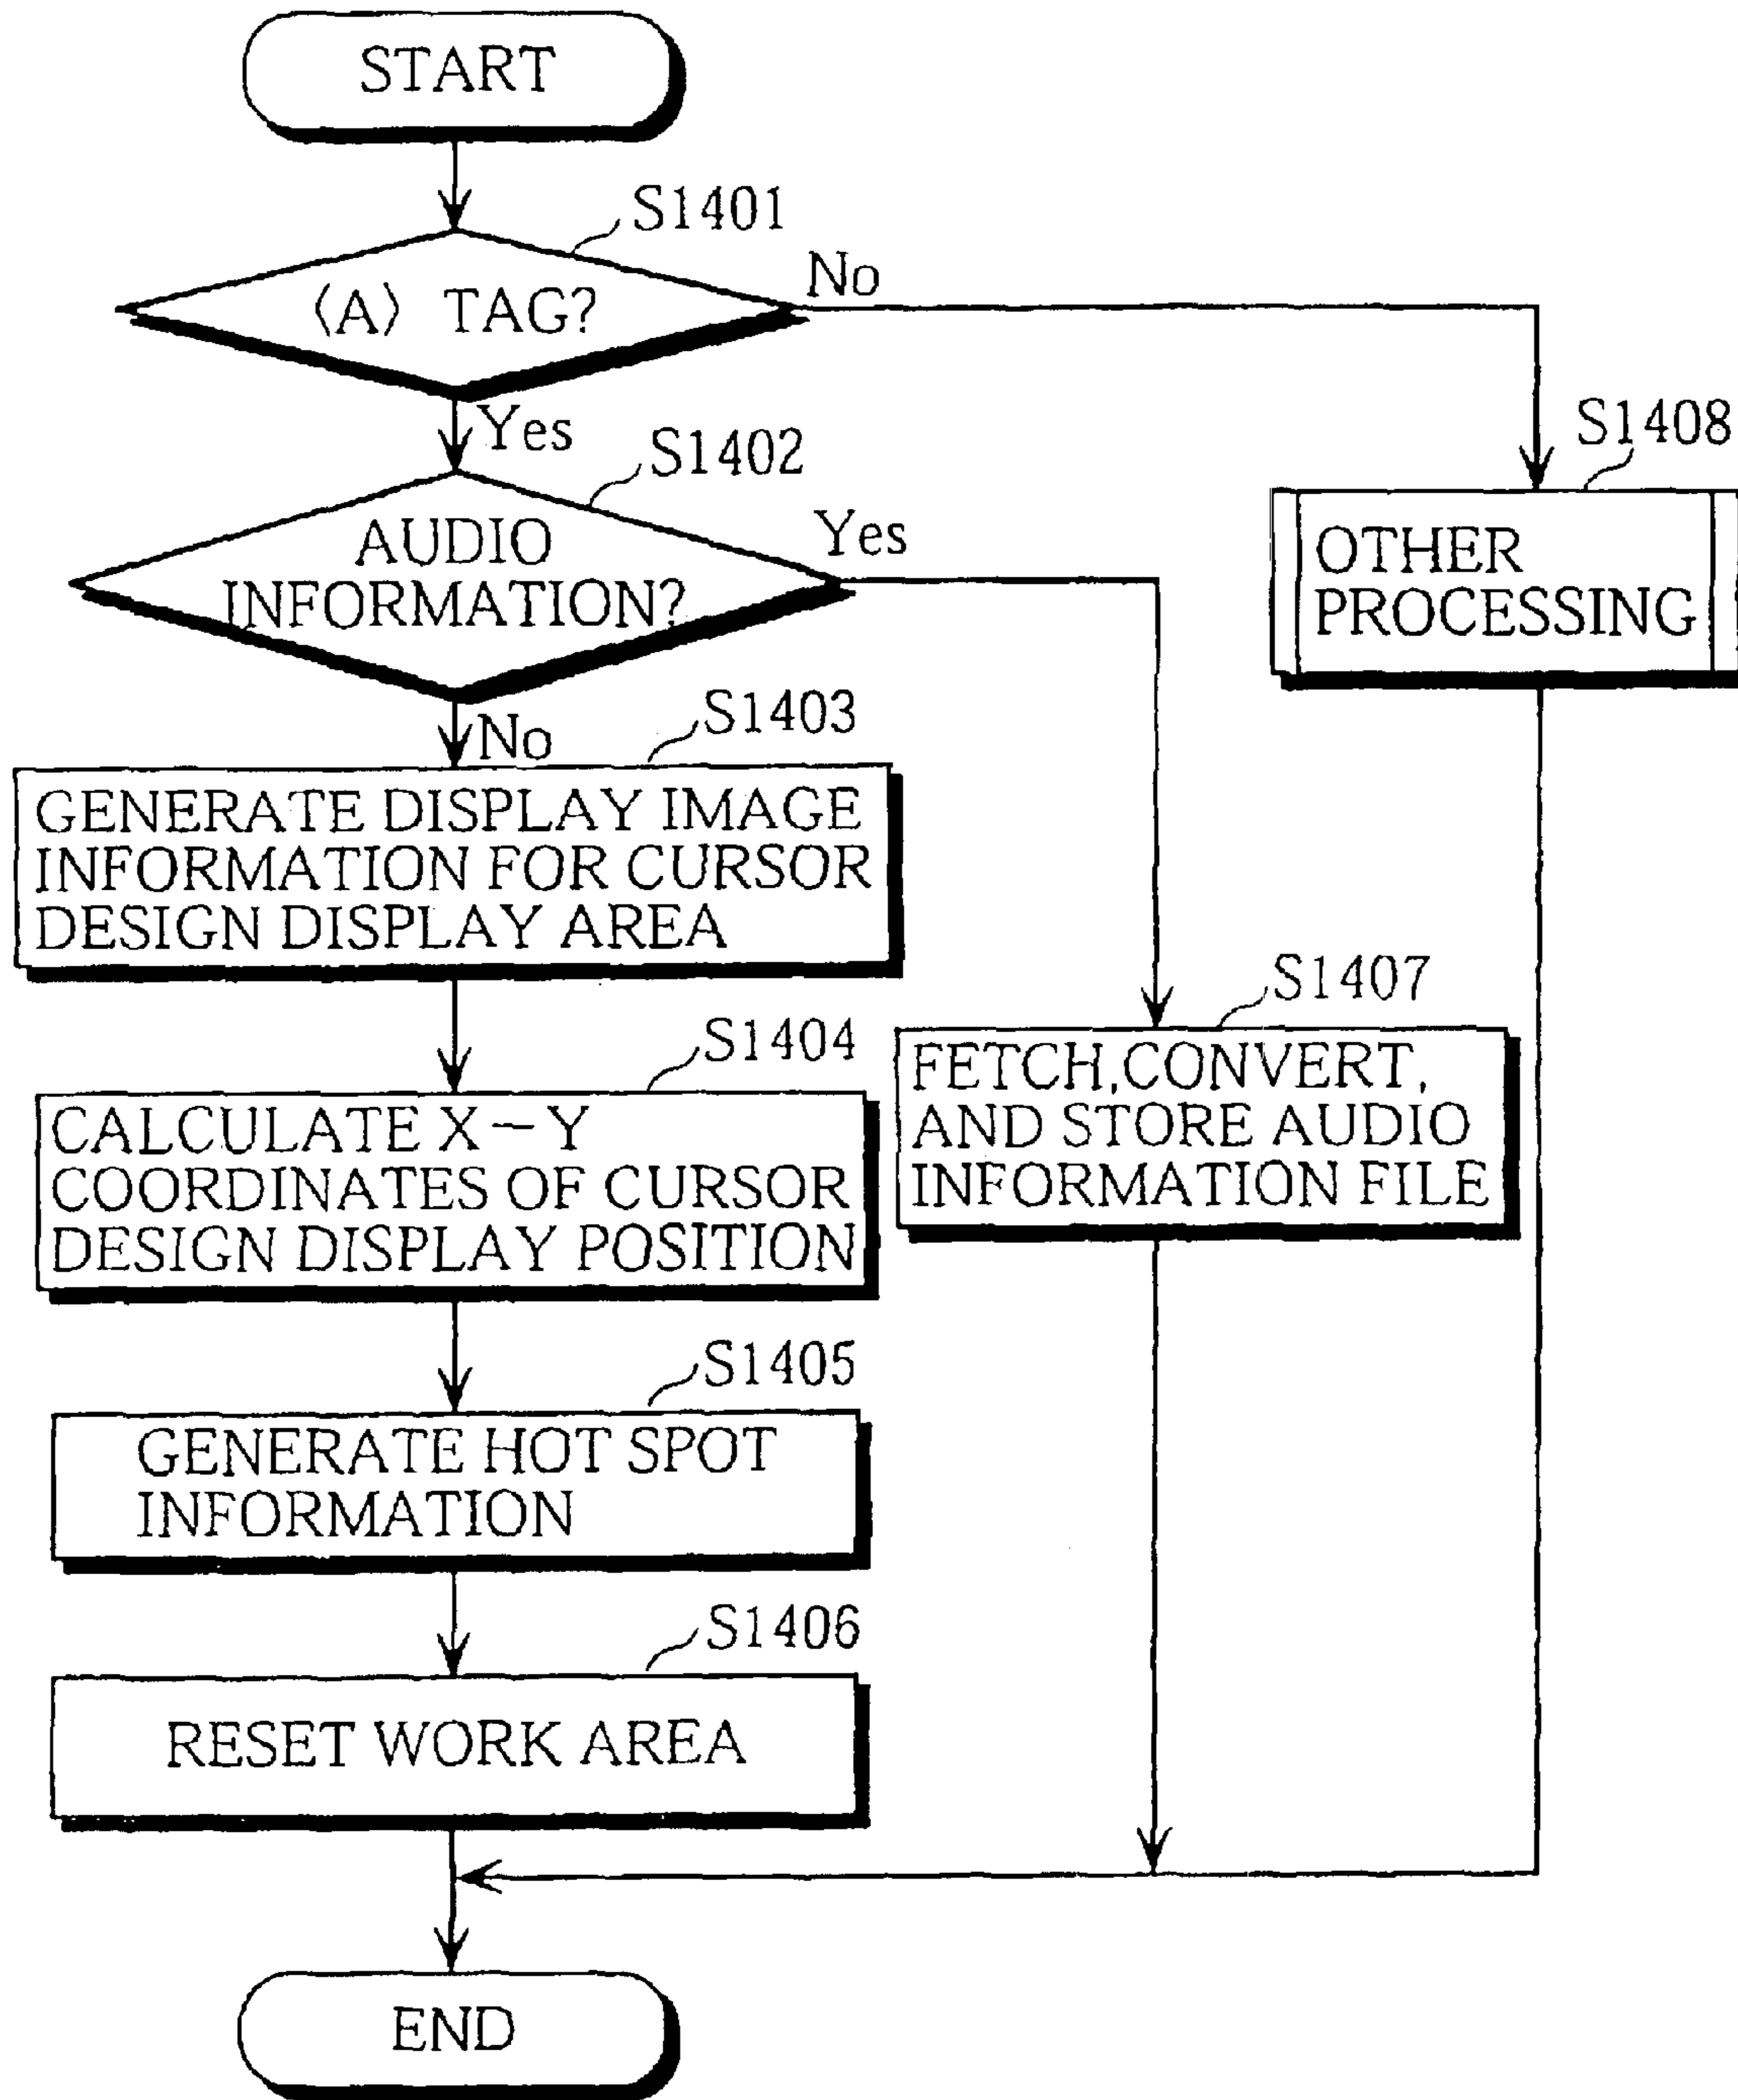 START
S1401
⟨A⟩ TAG?
No
Yes
S1402
S1408
AUDIO
INFORMATION?
Yes
OTHER
PROCESSING
No
S1403
GENERATE DISPLAY IMAGE
INFORMATION FOR CURSOR
DESIGN DISPLAY AREA
S1407
S1404
FETCH,CONVERT,
AND STORE AUDIO
INFORMATION FILE
CALCULATE X–Y
COORDINATES OF CURSOR
DESIGN DISPLAY POSITION
S1405
GENERATE HOT SPOT
INFORMATION
S1406
RESET WORK AREA
END